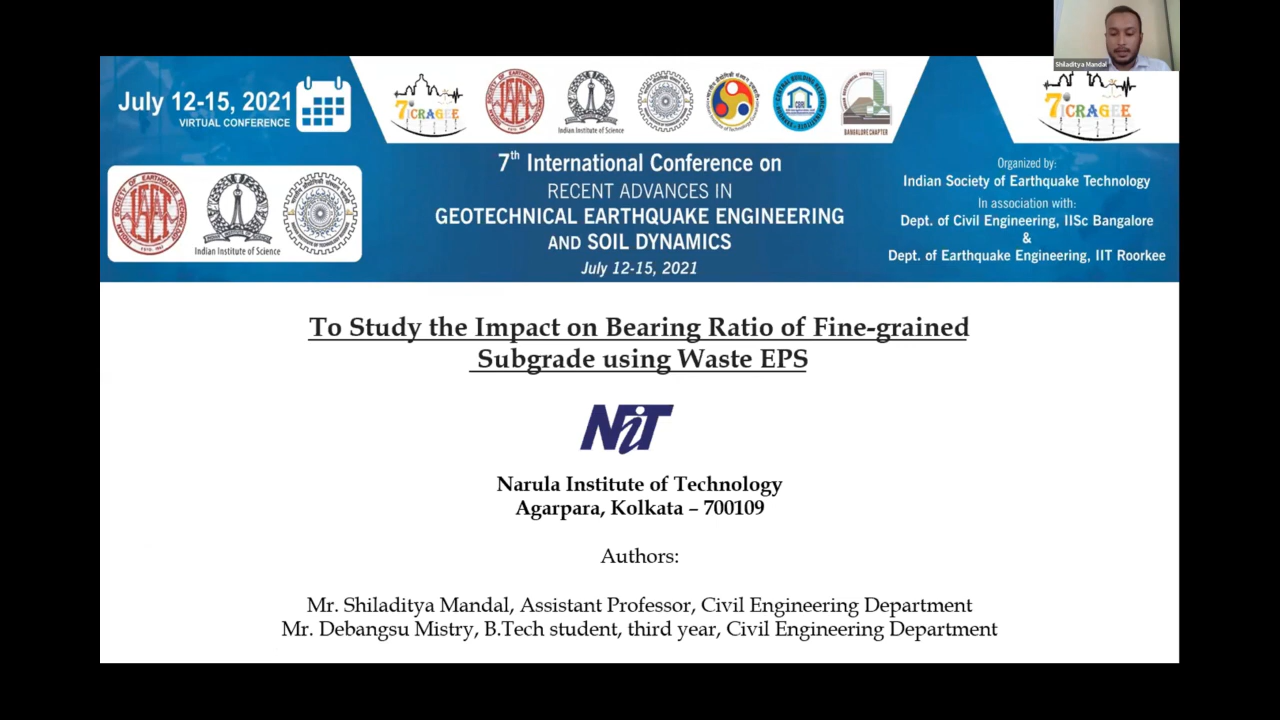 Shiladitya Mandal
July 12-15, 2021
VIRTUAL CONFERENCE
7 ICRAGEE
Indian Institute of Science
BANGALORE CHAPTER
7 ICRAGEE
Indian Institute of Science
7th International Conference on
RECENT ADVANCES IN
GEOTECHNICAL EARTHQUAKE ENGINEERING
AND SOIL DYNAMICS
July 12-15, 2021
Organized by:
Indian Society of Earthquake Technology
In association with:
Dept. of Civil Engineering, IISc Bangalore
&
Dept. of Earthquake Engineering, IIT Roorkee
To Study the Impact on Bearing Ratio of Fine-grained
Subgrade using Waste EPS
NiT
Narula Institute of Technology
Agarpara, Kolkata – 700109
Authors:
Mr. Shiladitya Mandal, Assistant Professor, Civil Engineering Department
Mr. Debangsu Mistry, B.Tech student, third year, Civil Engineering Department